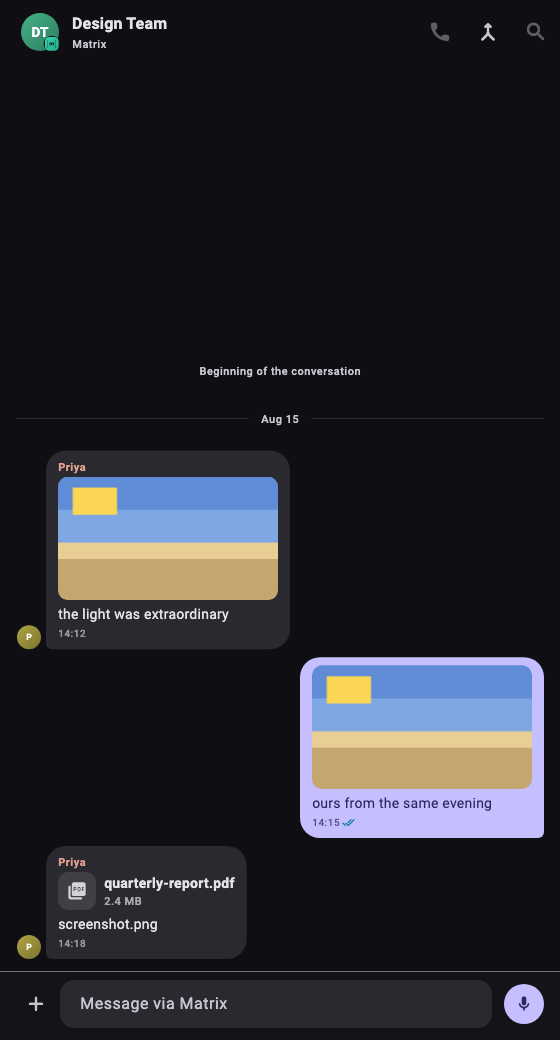 DT
m
Design Team
Matrix
Beginning of the conversation
Aug 15
Priya
the light was extraordinary
14:12
P
ours from the same evening
14:15
Priya
PDF
quarterly-report.pdf
2.4 MB
screenshot.png
14:18
P
Message via Matrix